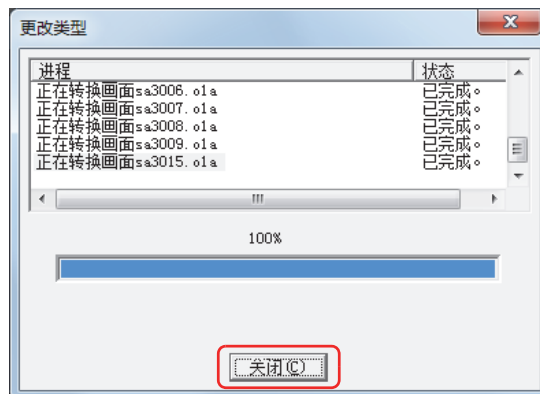 更改类型
进程 状态
正在转换画面sa3006.ola 已完成。
正在转换画面sa3007.ola 已完成。
正在转换画面sa3008.ola 已完成。
正在转换画面sa3009.ola 已完成。
正在转换画面sa3015.ola 已完成。
100%
关闭(C)